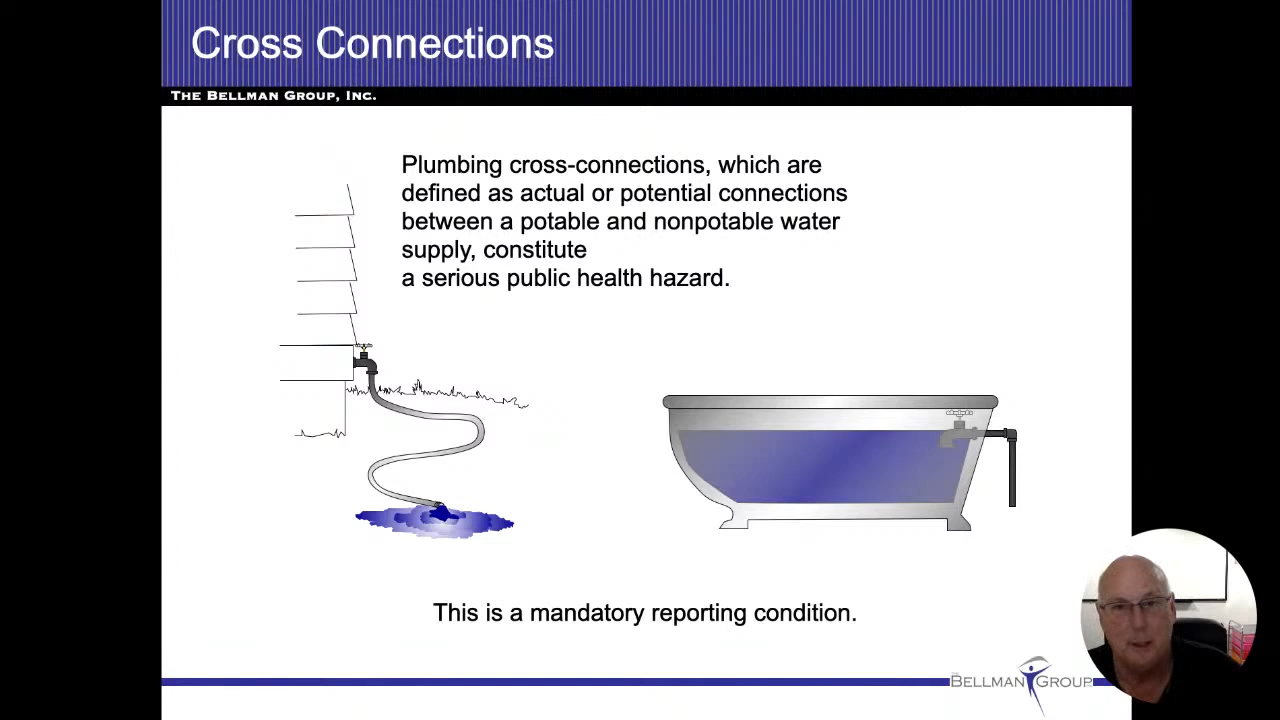 Cross Connections
THE BELLMAN GROUP, INC.
Plumbing cross-connections, which are
defined as actual or potential connections
between a potable and nonpotable water
supply, constitute
a serious public health hazard.
This is a mandatory reporting condition.
THE BELLMAN GROUP